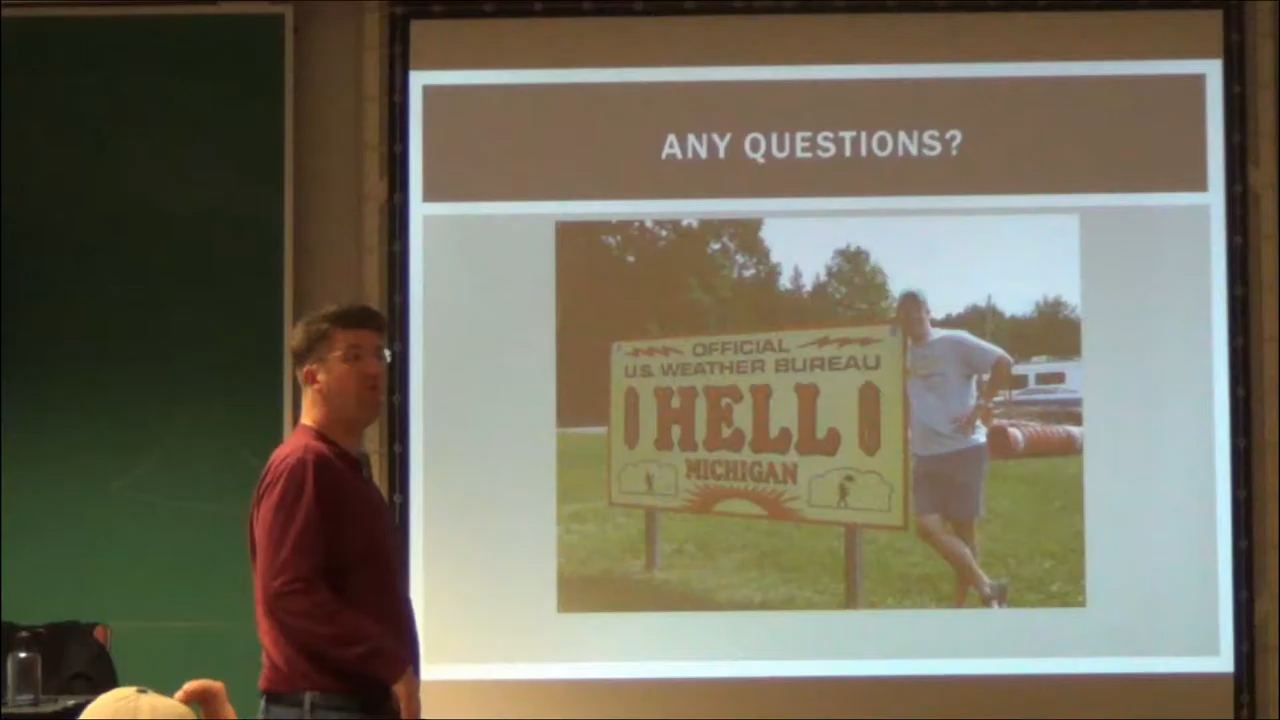 ANY QUESTIONS?
OFFICIAL
U.S. WEATHER BUREAU
HELL
MICHIGAN